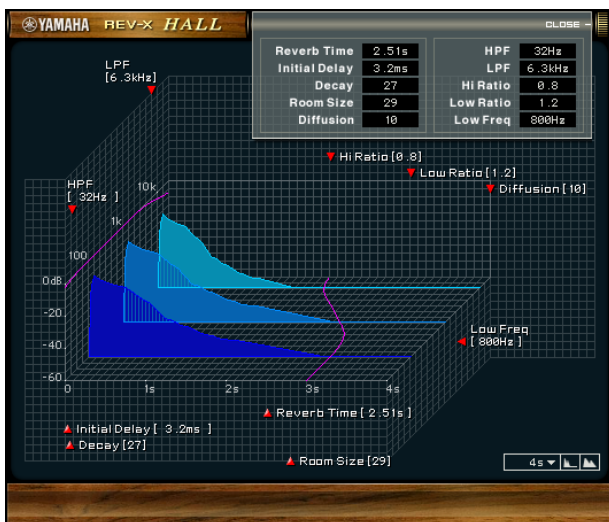 YAMAHA REV-X HALL
CLOSE -
Reverb Time 2.51s HPF 32Hz
Initial Delay 3.2ms LPF 6.3kHz
Decay 27 Hi Ratio 0.8
Room Size 29 Low Ratio 1.2
Diffusion 10 Low Freq 800Hz
LPF
[6.3kHz]
Hi Ratio[0.8]
Low Ratio[1.2]
Diffusion[10]
HPF
[ 32Hz ]
10k
1k
100
0dB
-20
-40
-60
0 1s 2s 3s 4s
Low Freq
[ 800Hz ]
Reverb Time[ 2.51s]
Initial Delay[ 3.2ms ]
Decay[27]
Room Size[29]
4s